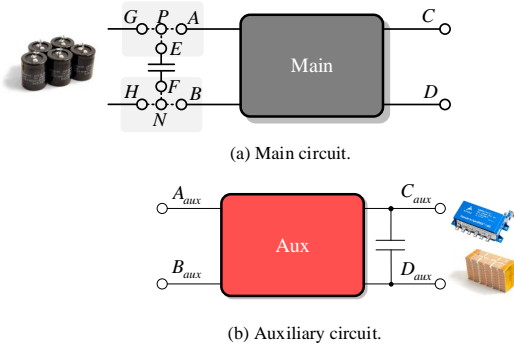 G P A C
E
Main
F
H B D
N
(a) Main circuit.
A_aux C_aux
Aux
B_aux D_aux
(b) Auxiliary circuit.